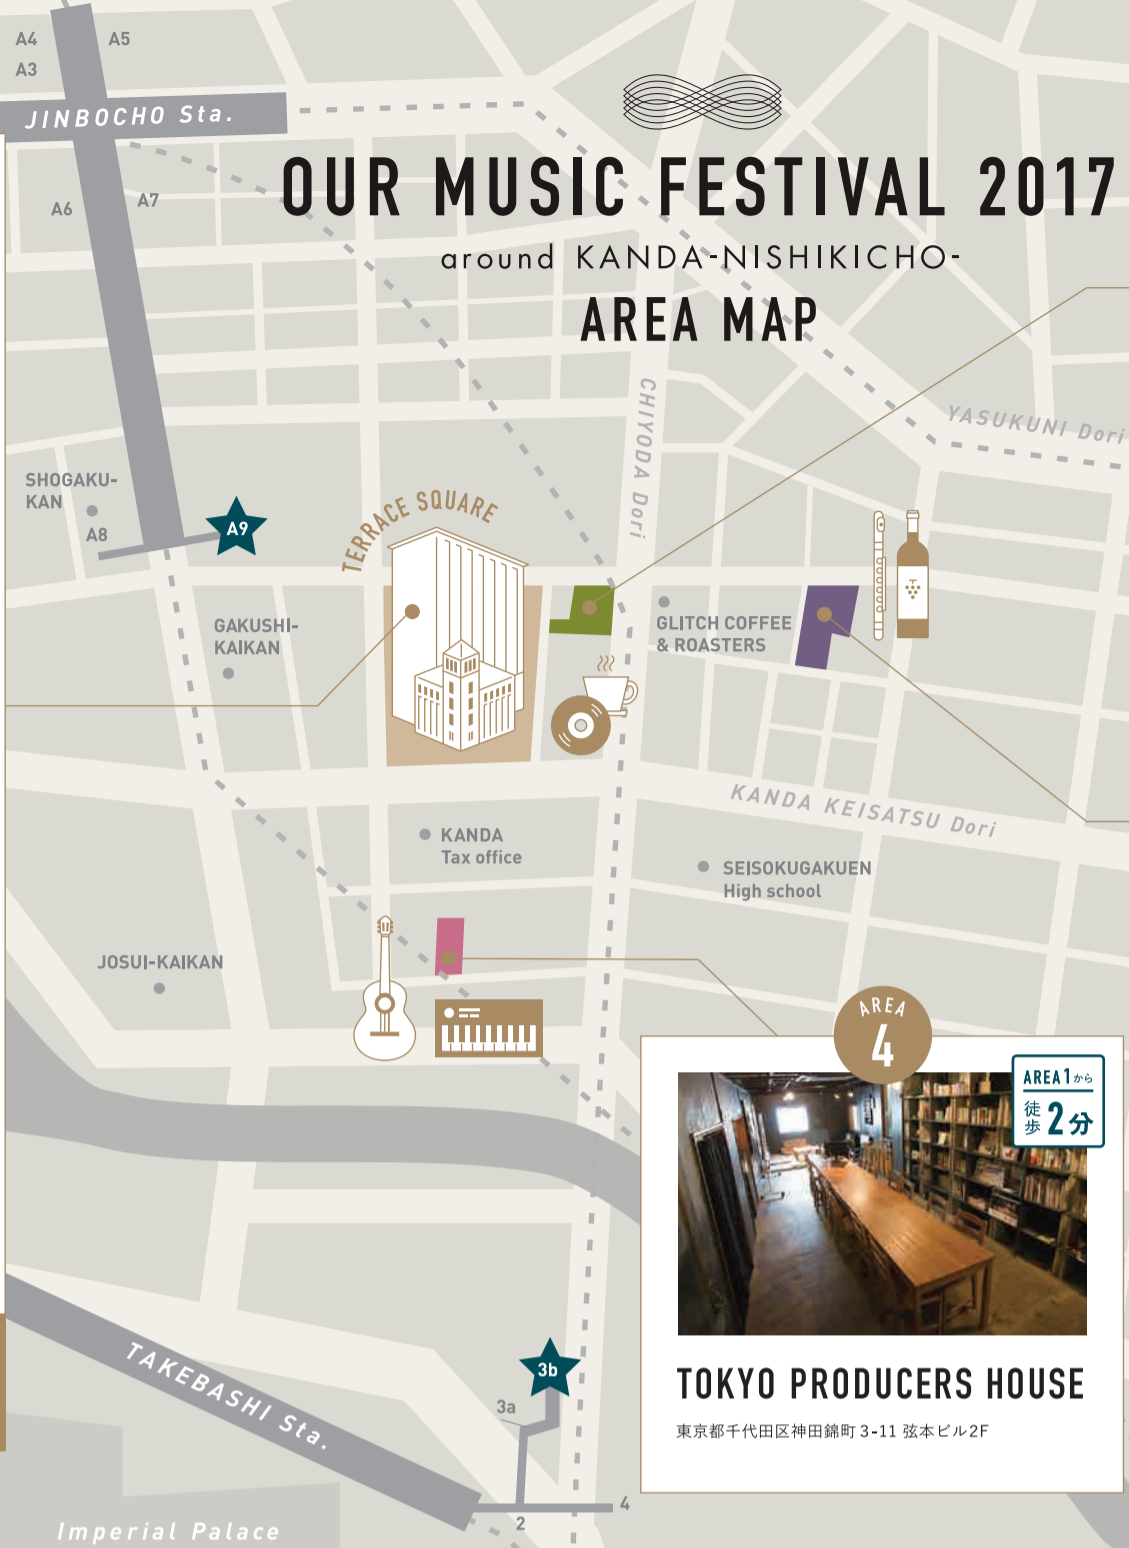 A4
A5
A3
JINBOCHO Sta.
OUR MUSIC FESTIVAL 2017
A6
A7
around KANDA-NISHIKICHO-
AREA MAP
CHIYODA Dori
YASUKUNI Dori
SHOGAKU-
KAN
A8
A9
TERRACE SQUARE
GAKUSHI-
KAIKAN
GLITCH COFFEE
& ROASTERS
KANDA KEISATSU Dori
KANDA
Tax office
SEISOKUGAKUEN
High school
JOSUI-KAIKAN
AREA
4
AREA1から
徒歩2分
TOKYO PRODUCERS HOUSE
東京都千代田区神田錦町3-11 弦本ビル2F
TAKEBASHI Sta.
3b
3a
4
2
Imperial Palace